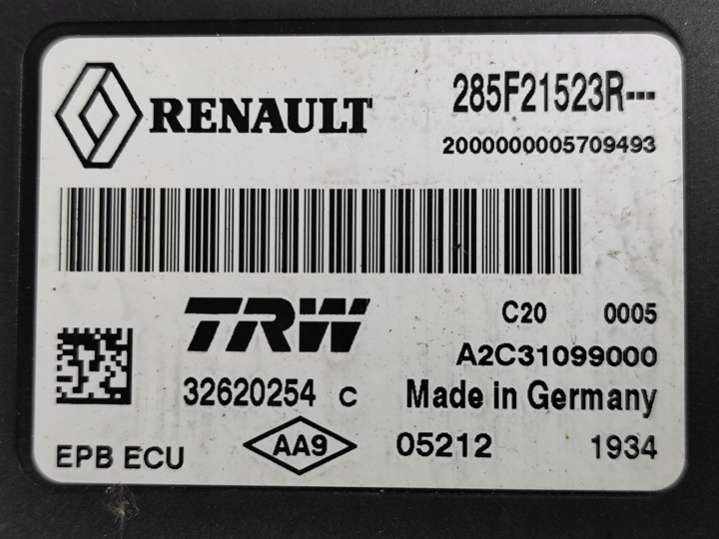 RENAULT 285F21523R---
2000000005709493
TRW
C20 0005
A2C31099000
32620254 C Made in Germany
EPB ECU AA9 05212 1934